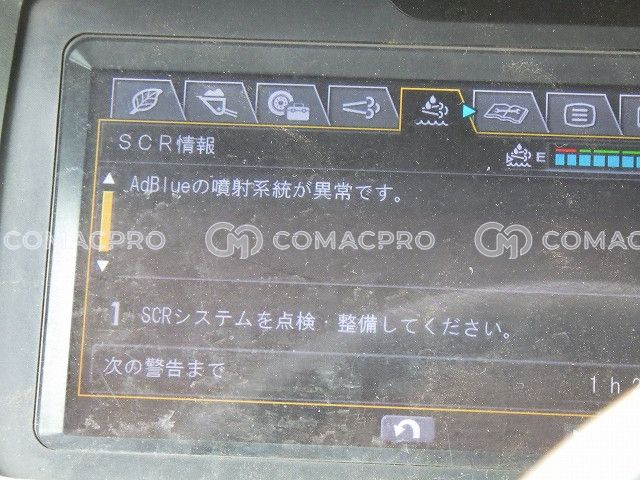 SCR情報
E
AdBlueの噴射系統が異常です。
COMACPRO COMACPRO COMACPRO
1 SCRシステムを点検・整備してください。
次の警告まで
1h